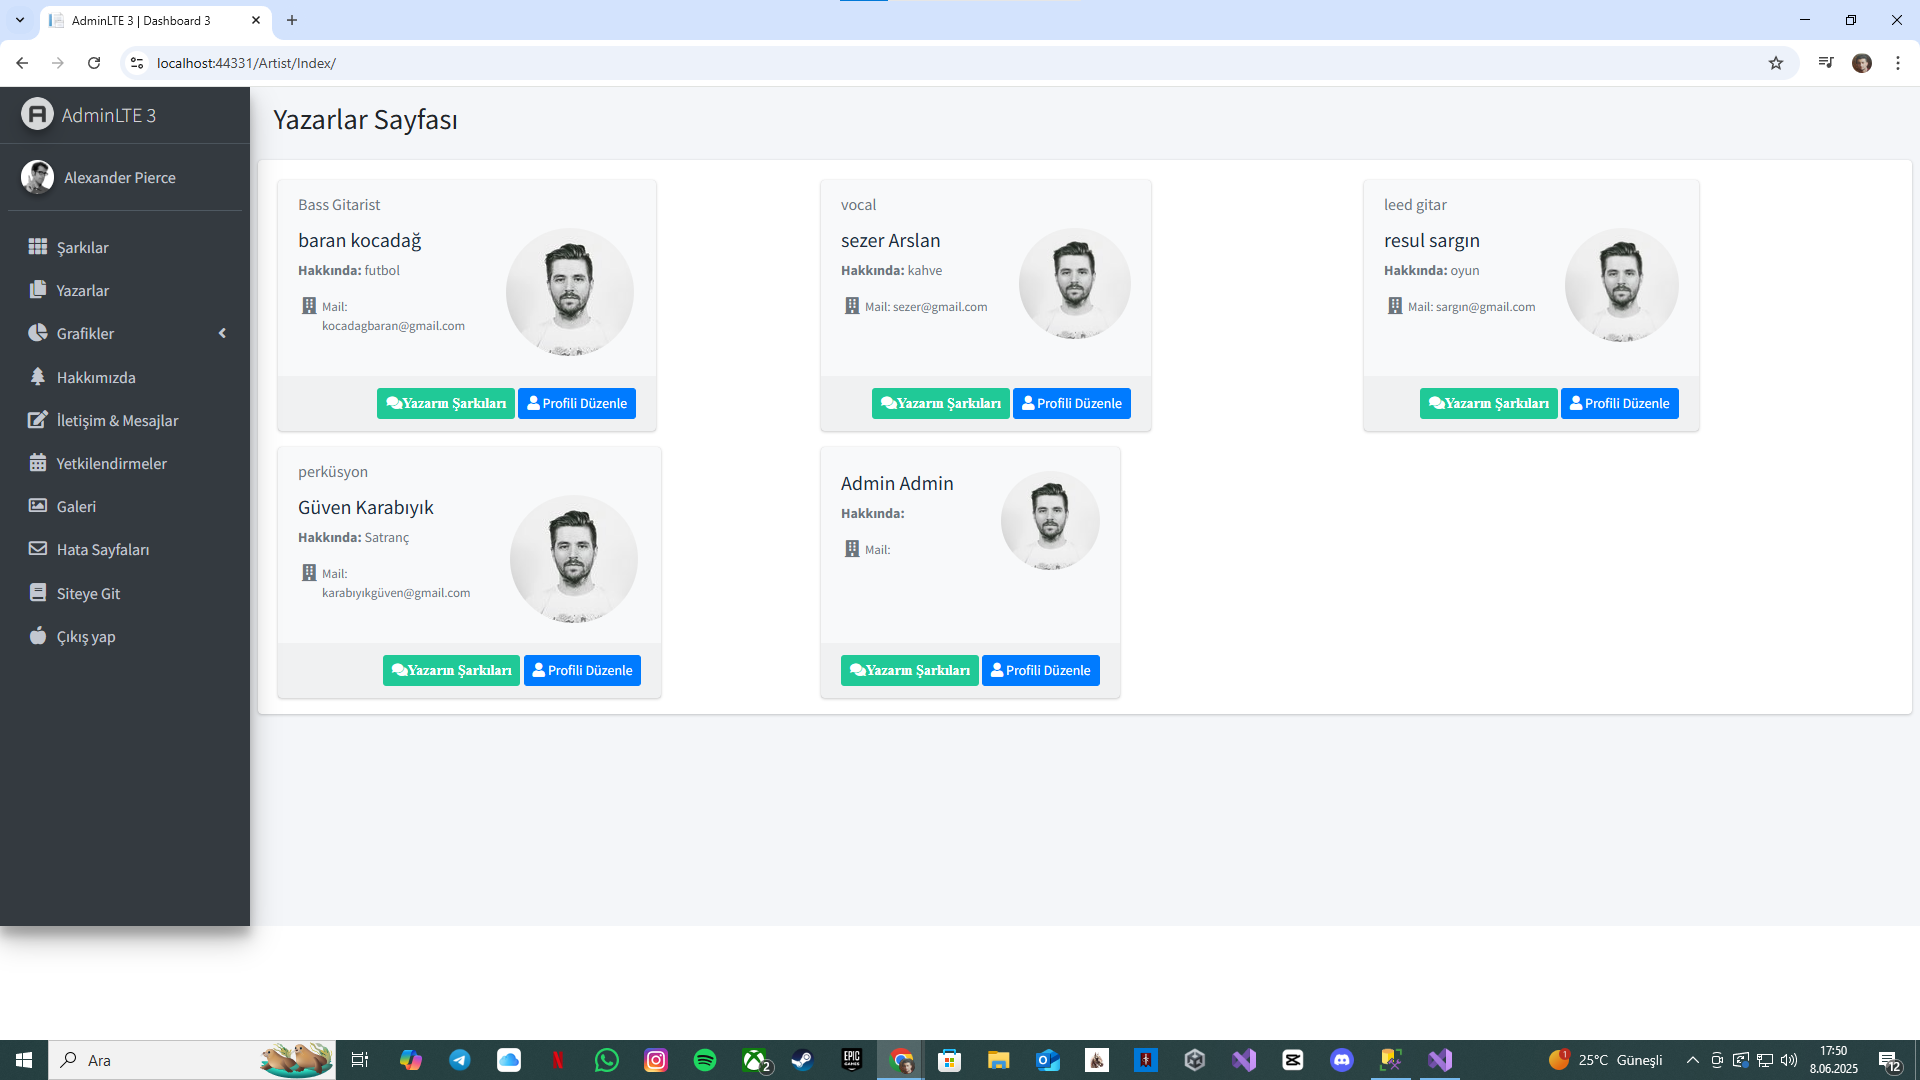 AdminLTE 3 | Dashboard 3
localhost:44331/Artist/Index/
AdminLTE 3
Alexander Pierce
Şarkılar
Yazarlar
Grafikler
Hakkımızda
İletişim & Mesajlar
Yetkilendirmeler
Galeri
Hata Sayfaları
Siteye Git
Çıkış yap
Yazarlar Sayfası
Bass Gitarist
baran kocadağ
Hakkında: futbol
Mail:
kocadagbaran@gmail.com
Yazarın Şarkıları
Profili Düzenle
vocal
sezer Arslan
Hakkında: kahve
Mail: sezer@gmail.com
Yazarın Şarkıları
Profili Düzenle
leed gitar
resul sargın
Hakkında: oyun
Mail: sargın@gmail.com
Yazarın Şarkıları
Profili Düzenle
perküsyon
Güven Karabıyık
Hakkında: Satranç
Mail:
karabıyıkgüven@gmail.com
Yazarın Şarkıları
Profili Düzenle
Admin Admin
Hakkında:
Mail:
Yazarın Şarkıları
Profili Düzenle
Ara
2
EPIC
GAMES
1
25°C Güneşli
17:50
8.06.2025
12